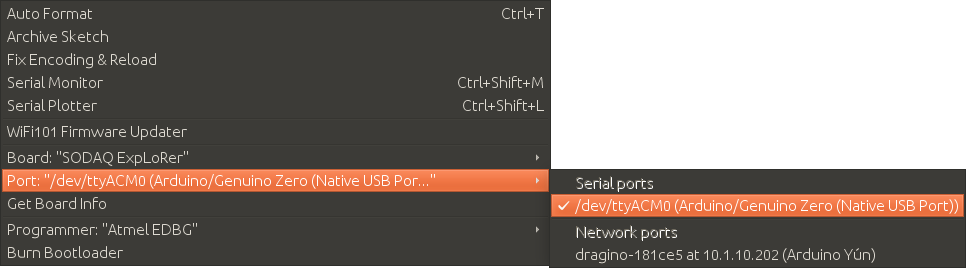 Auto Format Ctrl+T
Archive Sketch
Fix Encoding & Reload
Serial Monitor Ctrl+Shift+M
Serial Plotter Ctrl+Shift+L
WiFi101 Firmware Updater
Board: "SODAQ ExpLoRer"
Port: "/dev/ttyACM0 (Arduino/Genuino Zero (Native USB Por..."
Get Board Info
Programmer: "Atmel EDBG"
Burn Bootloader
Serial ports
/dev/ttyACM0 (Arduino/Genuino Zero (Native USB Port))
Network ports
dragino-181ce5 at 10.1.10.202 (Arduino Yún)